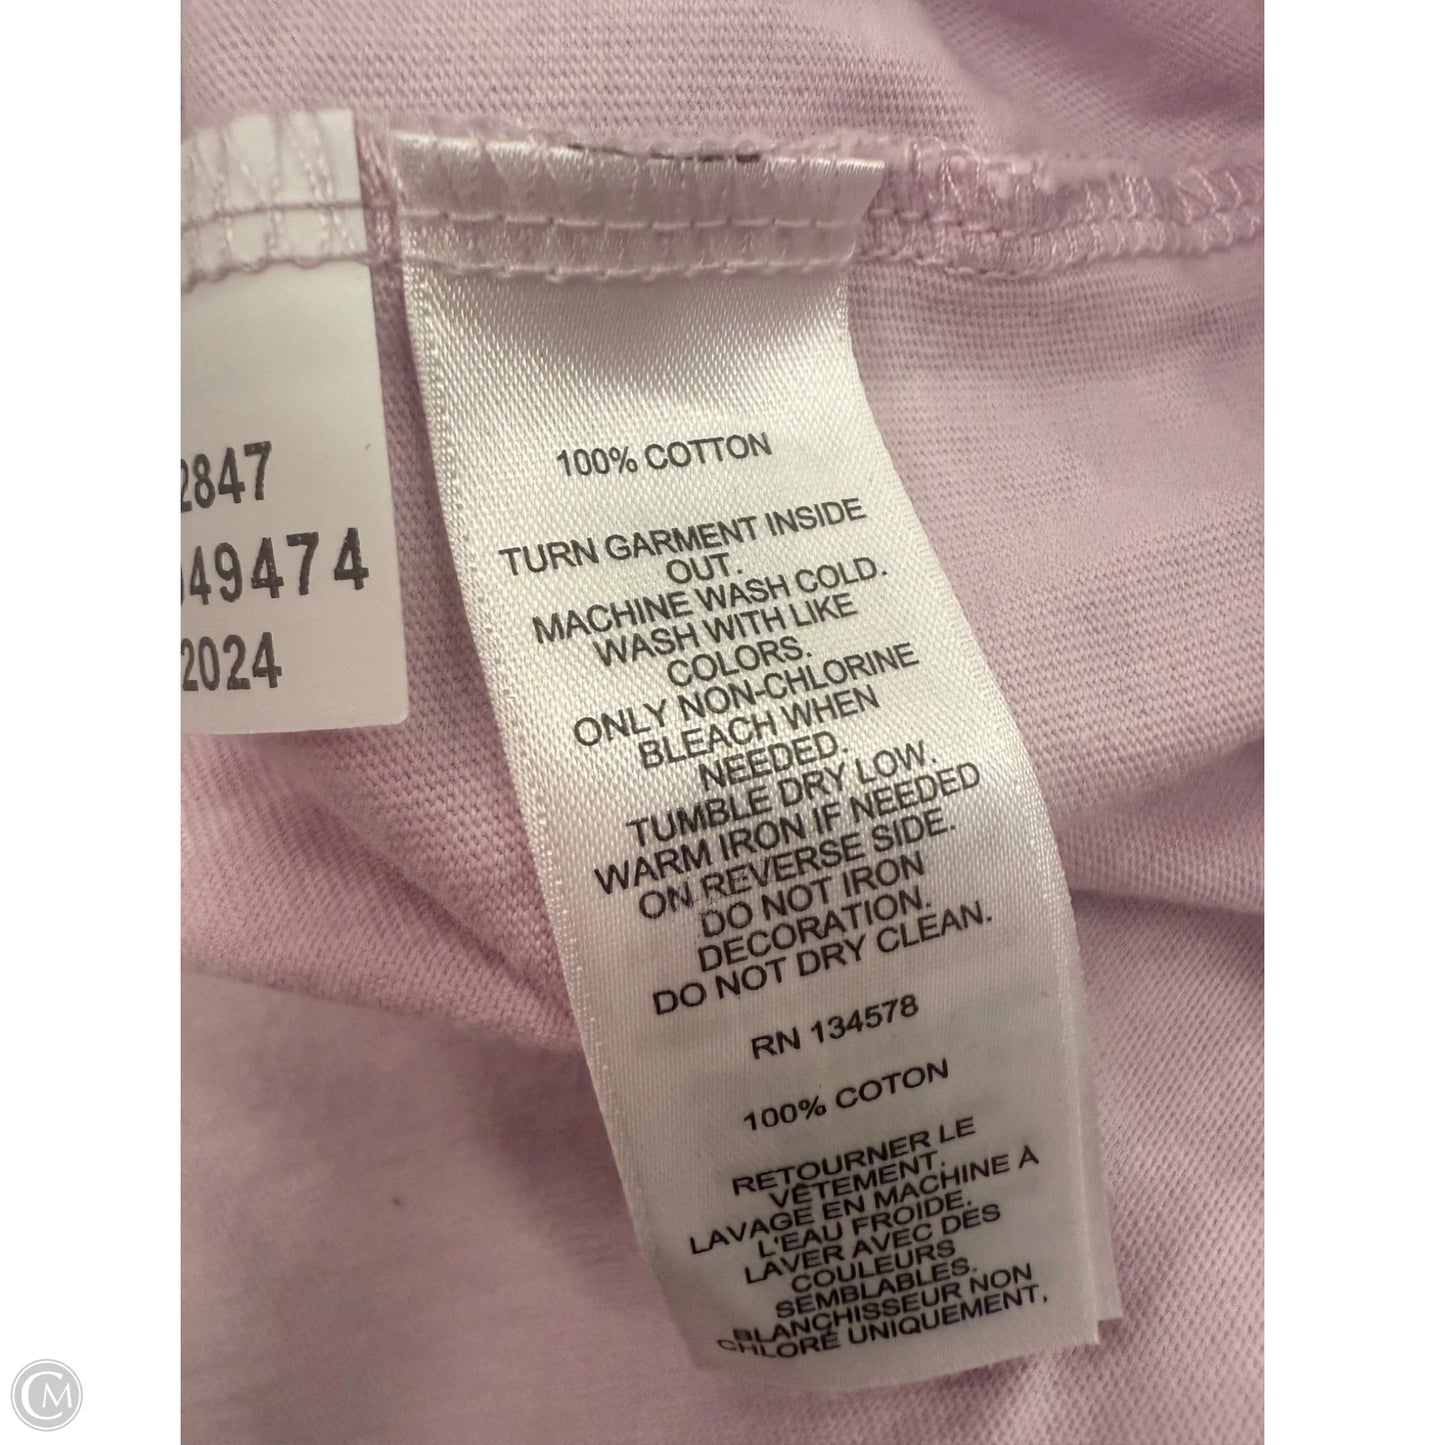 2847
49474
2024
100% COTTON
TURN GARMENT INSIDE
OUT.
MACHINE WASH COLD.
WASH WITH LIKE
COLORS.
ONLY NON-CHLORINE
BLEACH WHEN
NEEDED.
TUMBLE DRY LOW.
WARM IRON IF NEEDED
ON REVERSE SIDE.
DO NOT IRON
DECORATION.
DO NOT DRY CLEAN.
RN 134578
100% COTON
RETOURNER LE
VÊTEMENT.
LAVAGE EN MACHINE À
L'EAU FROIDE.
LAVER AVEC DES
COULEURS
SEMBLABLES.
BLANCHISSEUR NON
CHLORÉ UNIQUEMENT,
CM